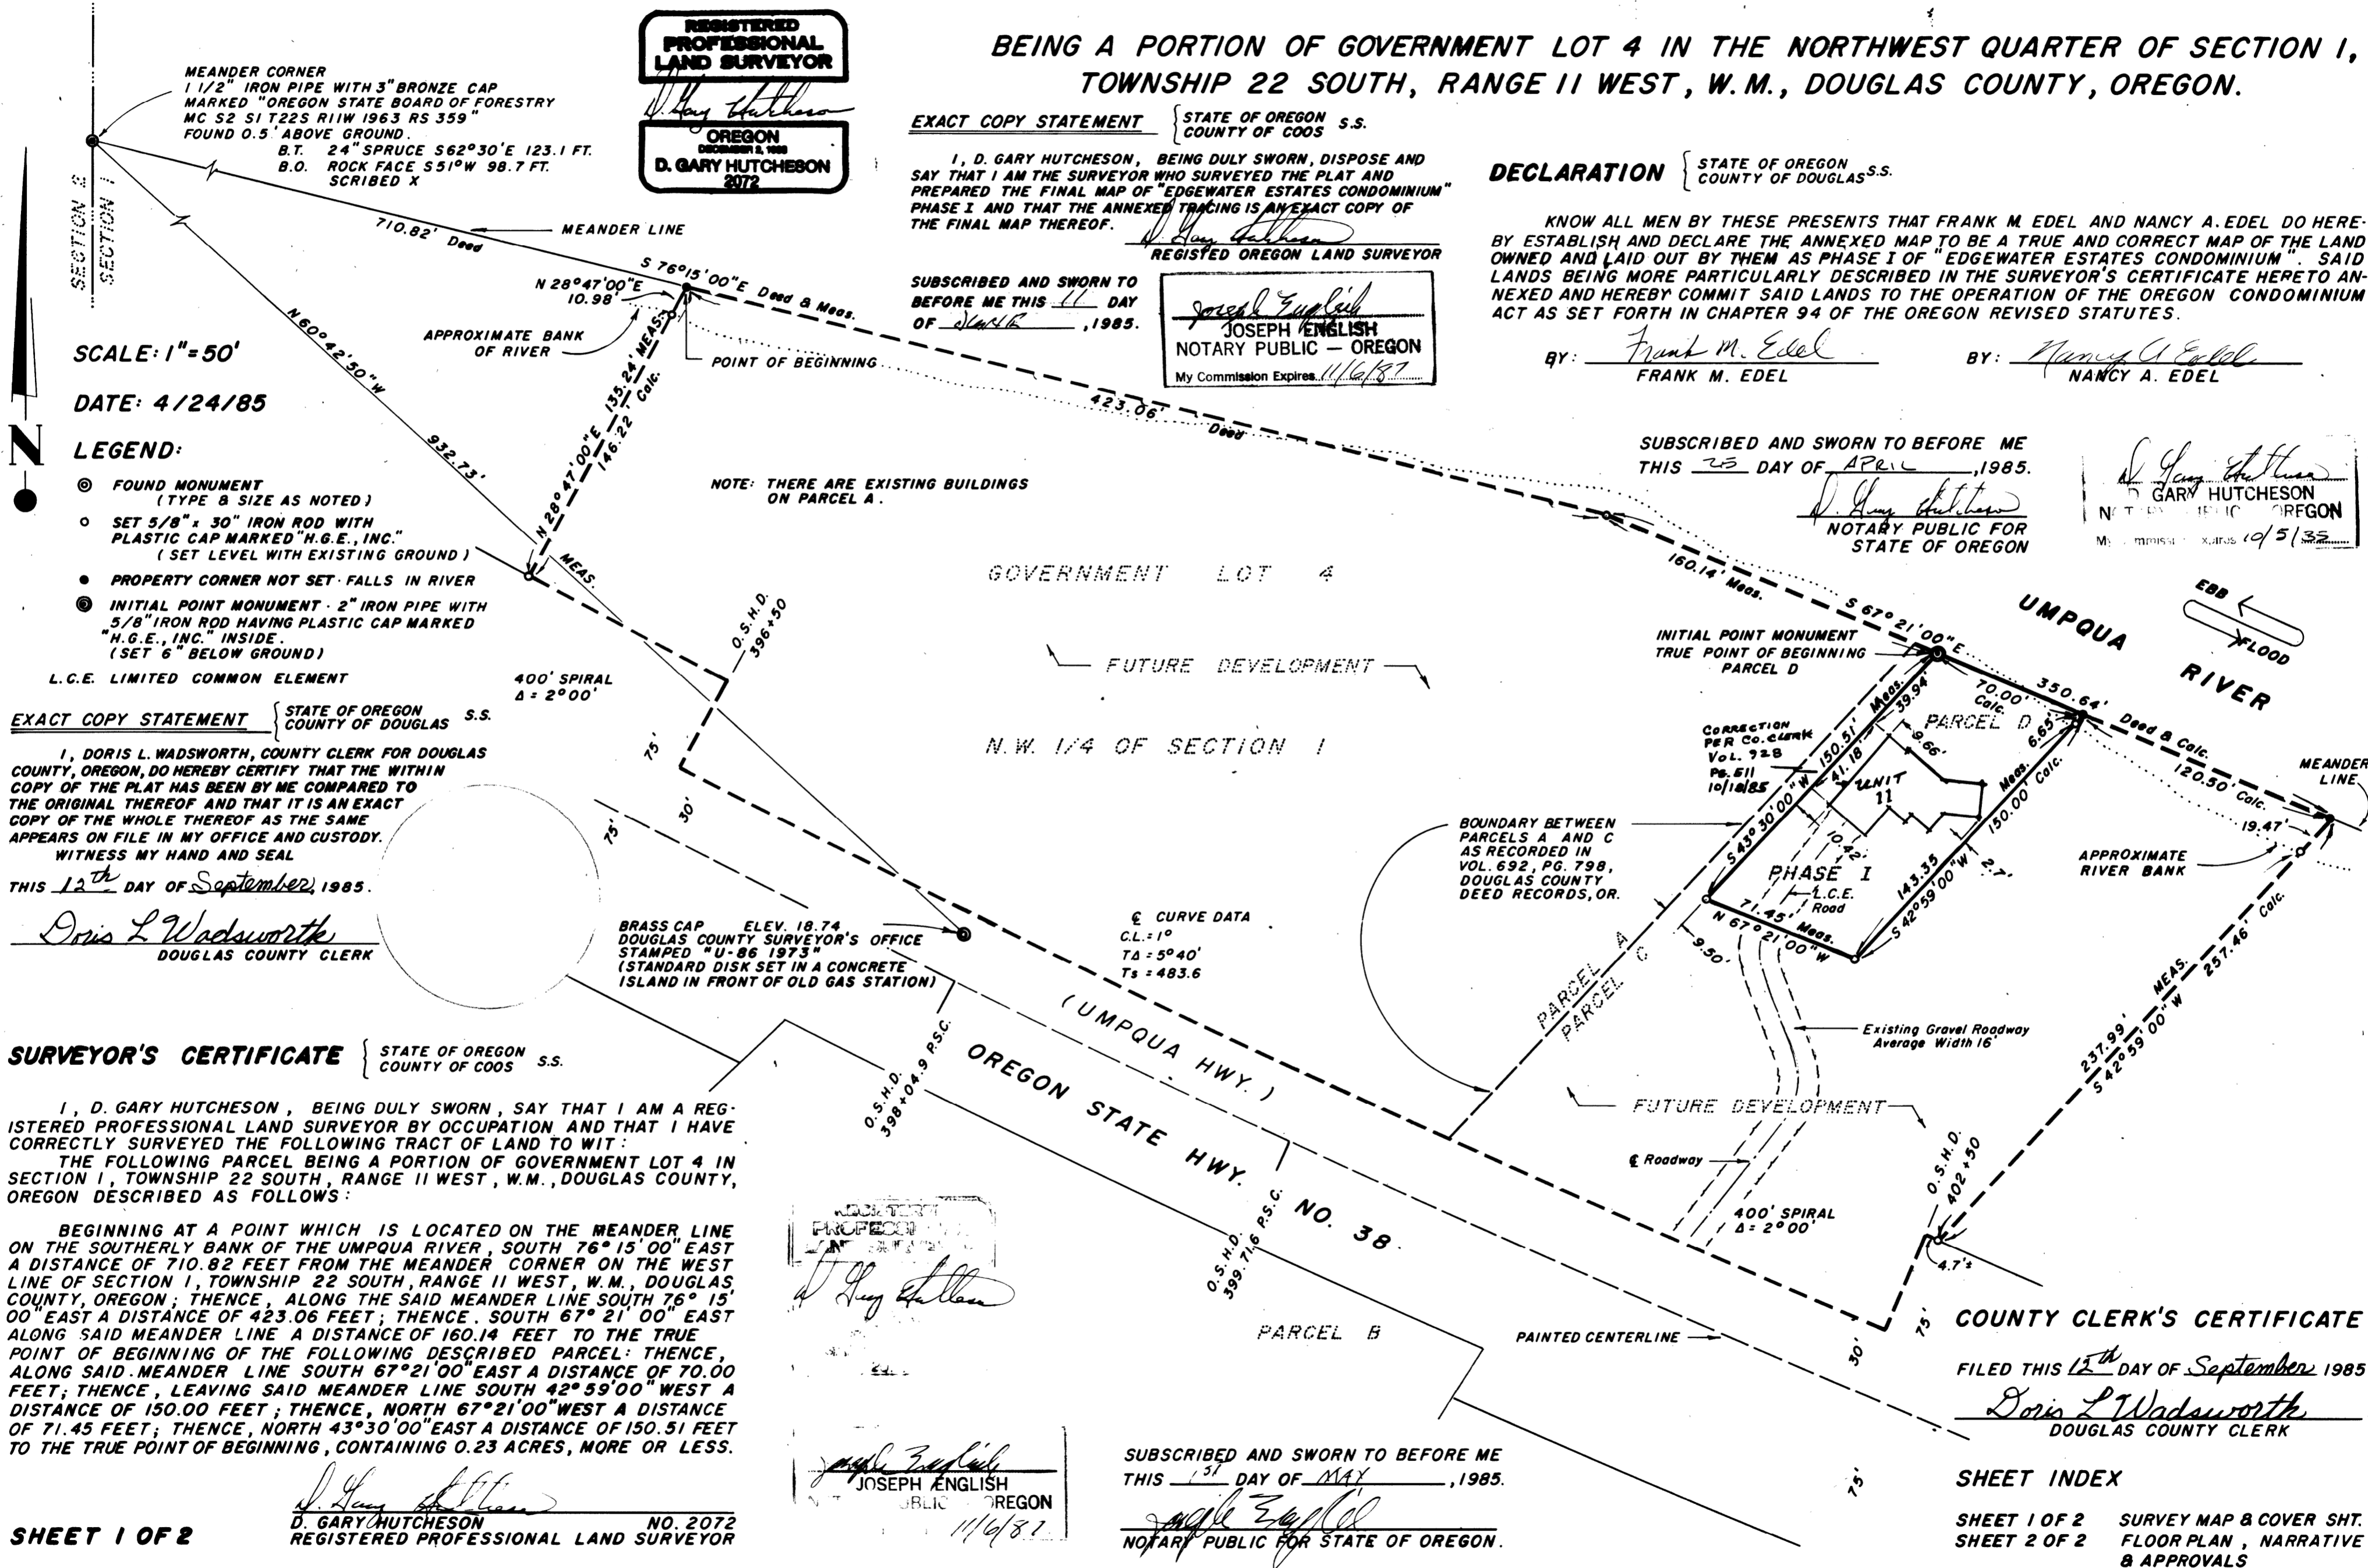 BEING A PORTION OF GOVERNMENT LOT 4 IN THE NORTHWEST QUARTER OF SECTION 1,
TOWNSHIP 22 SOUTH, RANGE 11 WEST, W.M., DOUGLAS COUNTY, OREGON.
REGISTERED
PROFESSIONAL
LAND SURVEYOR
D. Gary Hutcheson
OREGON
D. GARY HUTCHESON
2072
MEANDER CORNER
1 1/2" IRON PIPE WITH 3" BRONZE CAP
MARKED "OREGON STATE BOARD OF FORESTRY
MC S2 S1 T22S R11W 1963 RS 359"
FOUND 0.5' ABOVE GROUND.
B.T. 24" SPRUCE S62°30'E 123.1 FT.
B.O. ROCK FACE S51°W 98.7 FT.
SCRIBED X
SECTION 2
SECTION 1
710.82' Deed
MEANDER LINE
S 76°15'00"E Deed & Meas.
N 28°47'00"E
10.98'
APPROXIMATE BANK
OF RIVER
POINT OF BEGINNING
N 60°42'50"W
932.73'
MEAS.
N 28°47'00"E 135.24' MEAS.
146.22' Calc.
423.06'
Deed
SCALE: 1"=50'
DATE: 4/24/85
N
LEGEND:
FOUND MONUMENT
(TYPE & SIZE AS NOTED)
SET 5/8" x 30" IRON ROD WITH
PLASTIC CAP MARKED "H.G.E., INC."
(SET LEVEL WITH EXISTING GROUND)
PROPERTY CORNER NOT SET · FALLS IN RIVER
INITIAL POINT MONUMENT · 2" IRON PIPE WITH
5/8" IRON ROD HAVING PLASTIC CAP MARKED
"H.G.E., INC." INSIDE.
(SET 6" BELOW GROUND)
L.C.E. LIMITED COMMON ELEMENT
EXACT COPY STATEMENT { STATE OF OREGON
COUNTY OF DOUGLAS S.S.
I, DORIS L. WADSWORTH, COUNTY CLERK FOR DOUGLAS
COUNTY, OREGON, DO HEREBY CERTIFY THAT THE WITHIN
COPY OF THE PLAT HAS BEEN BY ME COMPARED TO
THE ORIGINAL THEREOF AND THAT IT IS AN EXACT
COPY OF THE WHOLE THEREOF AS THE SAME
APPEARS ON FILE IN MY OFFICE AND CUSTODY.
WITNESS MY HAND AND SEAL
THIS 12th DAY OF September, 1985.
Doris L Wadsworth
DOUGLAS COUNTY CLERK
SURVEYOR'S CERTIFICATE { STATE OF OREGON
COUNTY OF COOS S.S.
I, D. GARY HUTCHESON, BEING DULY SWORN, SAY THAT I AM A REG-
ISTERED PROFESSIONAL LAND SURVEYOR BY OCCUPATION AND THAT I HAVE
CORRECTLY SURVEYED THE FOLLOWING TRACT OF LAND TO WIT:
THE FOLLOWING PARCEL BEING A PORTION OF GOVERNMENT LOT 4 IN
SECTION 1, TOWNSHIP 22 SOUTH, RANGE 11 WEST, W.M., DOUGLAS COUNTY,
OREGON DESCRIBED AS FOLLOWS:
BEGINNING AT A POINT WHICH IS LOCATED ON THE MEANDER LINE
ON THE SOUTHERLY BANK OF THE UMPQUA RIVER, SOUTH 76°15'00" EAST
A DISTANCE OF 710.82 FEET FROM THE MEANDER CORNER ON THE WEST
LINE OF SECTION 1, TOWNSHIP 22 SOUTH, RANGE 11 WEST, W.M., DOUGLAS
COUNTY, OREGON; THENCE, ALONG THE SAID MEANDER LINE SOUTH 76° 15'
00" EAST A DISTANCE OF 423.06 FEET; THENCE. SOUTH 67° 21' 00" EAST
ALONG SAID MEANDER LINE A DISTANCE OF 160.14 FEET TO THE TRUE
POINT OF BEGINNING OF THE FOLLOWING DESCRIBED PARCEL: THENCE,
ALONG SAID MEANDER LINE SOUTH 67°21'00" EAST A DISTANCE OF 70.00
FEET; THENCE, LEAVING SAID MEANDER LINE SOUTH 42°59'00" WEST A
DISTANCE OF 150.00 FEET; THENCE, NORTH 67°21'00" WEST A DISTANCE
OF 71.45 FEET; THENCE, NORTH 43°30'00" EAST A DISTANCE OF 150.51 FEET
TO THE TRUE POINT OF BEGINNING, CONTAINING 0.23 ACRES, MORE OR LESS.
D. Gary Hutcheson
D. GARY HUTCHESON NO. 2072
REGISTERED PROFESSIONAL LAND SURVEYOR
SHEET 1 OF 2
EXACT COPY STATEMENT { STATE OF OREGON
COUNTY OF COOS S.S.
I, D. GARY HUTCHESON, BEING DULY SWORN, DISPOSE AND
SAY THAT I AM THE SURVEYOR WHO SURVEYED THE PLAT AND
PREPARED THE FINAL MAP OF "EDGEWATER ESTATES CONDOMINIUM"
PHASE I AND THAT THE ANNEXED TRACING IS AN EXACT COPY OF
THE FINAL MAP THEREOF.
D. Gary Hutcheson
REGISTED OREGON LAND SURVEYOR
SUBSCRIBED AND SWORN TO
BEFORE ME THIS 11 DAY
OF JUNE, 1985.
Joseph English
JOSEPH ENGLISH
NOTARY PUBLIC — OREGON
My Commission Expires 11/6/87
DECLARATION { STATE OF OREGON
COUNTY OF DOUGLAS S.S.
KNOW ALL MEN BY THESE PRESENTS THAT FRANK M. EDEL AND NANCY A. EDEL DO HERE-
BY ESTABLISH AND DECLARE THE ANNEXED MAP TO BE A TRUE AND CORRECT MAP OF THE LAND
OWNED AND LAID OUT BY THEM AS PHASE I OF "EDGEWATER ESTATES CONDOMINIUM". SAID
LANDS BEING MORE PARTICULARLY DESCRIBED IN THE SURVEYOR'S CERTIFICATE HERETO AN-
NEXED AND HEREBY COMMIT SAID LANDS TO THE OPERATION OF THE OREGON CONDOMINIUM
ACT AS SET FORTH IN CHAPTER 94 OF THE OREGON REVISED STATUTES.
BY: Frank M. Edel
FRANK M. EDEL
BY: Nancy A Edel
NANCY A. EDEL
SUBSCRIBED AND SWORN TO BEFORE ME
THIS 25 DAY OF APRIL, 1985.
D. Gary Hutcheson
NOTARY PUBLIC FOR
STATE OF OREGON
D. Gary Hutcheson
GARY HUTCHESON
OREGON
NOTE: THERE ARE EXISTING BUILDINGS
ON PARCEL A.
GOVERNMENT LOT 4
FUTURE DEVELOPMENT
N.W. 1/4 OF SECTION 1
O.S.H.D.
396+50
400' SPIRAL
Δ = 2°00'
75'
30'
75'
BRASS CAP ELEV. 18.74
DOUGLAS COUNTY SURVEYOR'S OFFICE
STAMPED "U-86 1973"
(STANDARD DISK SET IN A CONCRETE
ISLAND IN FRONT OF OLD GAS STATION)
℄ CURVE DATA
C.L.= 1°
TΔ = 5°40'
Ts = 483.6
160.14' Meas.
S 67°21'00"E
UMPQUA
RIVER
EBB
FLOOD
INITIAL POINT MONUMENT
TRUE POINT OF BEGINNING
PARCEL D
70.00'
Calc.
350.64'
Deed & Calc.
120.50' Calc.
MEANDER
LINE
19.47'
APPROXIMATE
RIVER BANK
PARCEL D
Meas.
39.94'
9.66'
6.65'
CORRECTION
PER CO. CLERK
VOL. 928
PG. 511
10/18/85
S 43°30'00"W 150.51'
41.18'
UNIT
11
10.42'
Meas.
150.00' Calc.
143.35
S 42°59'00"W
2.7'
PHASE I
L.C.E.
Road
71.45' Meas.
N 67°21'00"W
9.50'
BOUNDARY BETWEEN
PARCELS A AND C
AS RECORDED IN
VOL. 692, PG. 798,
DOUGLAS COUNTY
DEED RECORDS, OR.
PARCEL A
PARCEL C
Existing Gravel Roadway
Average Width 16'
237.99' MEAS.
257.46' Calc.
S 42°59'00"W
FUTURE DEVELOPMENT
℄ Roadway
400' SPIRAL
Δ = 2°00'
O.S.H.D.
402+50
4.7'±
75'
30'
75'
(UMPQUA HWY.)
OREGON STATE HWY. NO. 38
O.S.H.D.
398+04.9 P.S.C.
O.S.H.D.
399.71.6 P.S.C.
PARCEL B
PAINTED CENTERLINE
D. Gary Hutcheson
Joseph English
JOSEPH ENGLISH
OREGON
11/6/87
SUBSCRIBED AND SWORN TO BEFORE ME
THIS 1st DAY OF MAY, 1985.
Joseph English
NOTARY PUBLIC FOR STATE OF OREGON.
COUNTY CLERK'S CERTIFICATE
FILED THIS 12th DAY OF September 1985
Doris L Wadsworth
DOUGLAS COUNTY CLERK
SHEET INDEX
SHEET 1 OF 2 SURVEY MAP & COVER SHT.
SHEET 2 OF 2 FLOOR PLAN, NARRATIVE
& APPROVALS